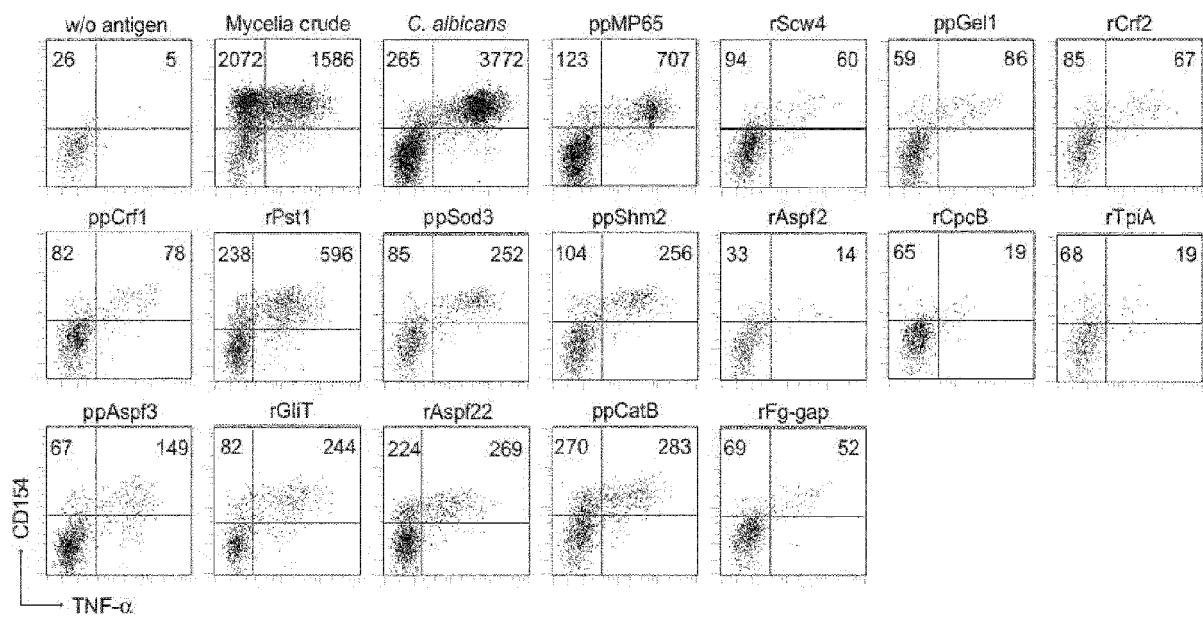 w/o antigen Mycelia crude C. albicans ppMP65 rScw4 ppGel1 rCrf2
26 5 2072 1586 265 3772 123 707 94 60 59 86 85 67
ppCrf1 rPst1 ppSod3 ppShm2 rAspf2 rCpcB rTpiA
82 78 238 596 85 252 104 256 33 14 65 19 68 19
ppAspf3 rGliT rAspf22 ppCatB rFg-gap
67 149 82 244 224 269 270 283 69 52
CD154
TNF-α